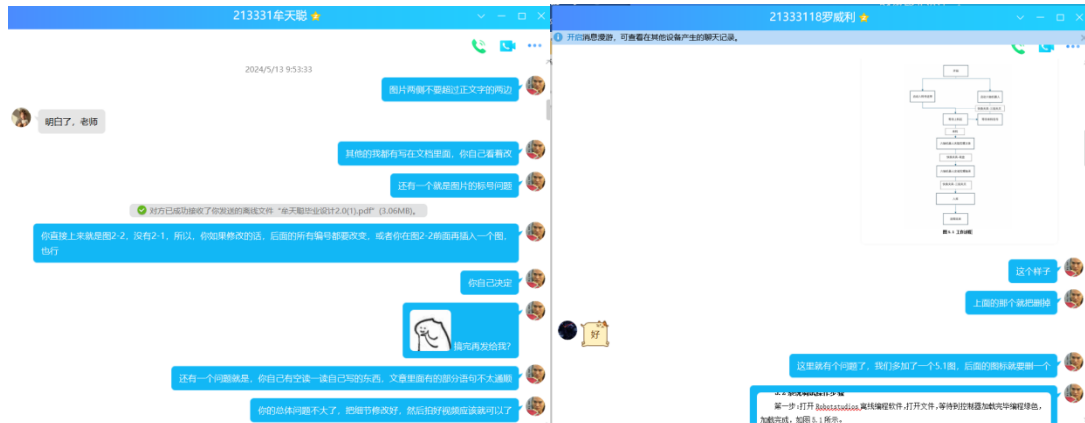 213331牟天聪
2024/5/13 9:53:33
图片两侧不要超过正文字的两边
明白了，老师
其他的我都有写在文档里面，你自己看着改
还有一个就是图片的标号问题
对方已成功接收了你发送的离线文件 “牟天聪毕业设计2.0(1).pdf” (3.06MB)。
你直接上来就是图2-2，没有2-1，所以，你如果修改的话，后面的所有编号都要改变，或者你在图2-2前面再插入一个图，
也行
你自己决定
搞完再发给我?
还有一个问题就是，你自己有空读一读自己写的东西，文章里面有的部分语句不太通顺
你的总体问题不大了，把细节修改好，然后拍好视频应该就可以了
21333118罗威利
开启消息漫游，可查看在其他设备产生的聊天记录。
这个样子
上面的那个就把删掉
好
这里就有个问题了，我们多加了一个5.1图，后面的图标就要删一个
第一步:打开 Robotstudios 离线编程软件,打开文件,等待到控制器加载完毕编程绿色，
加载完成，如图 5.1 所示。